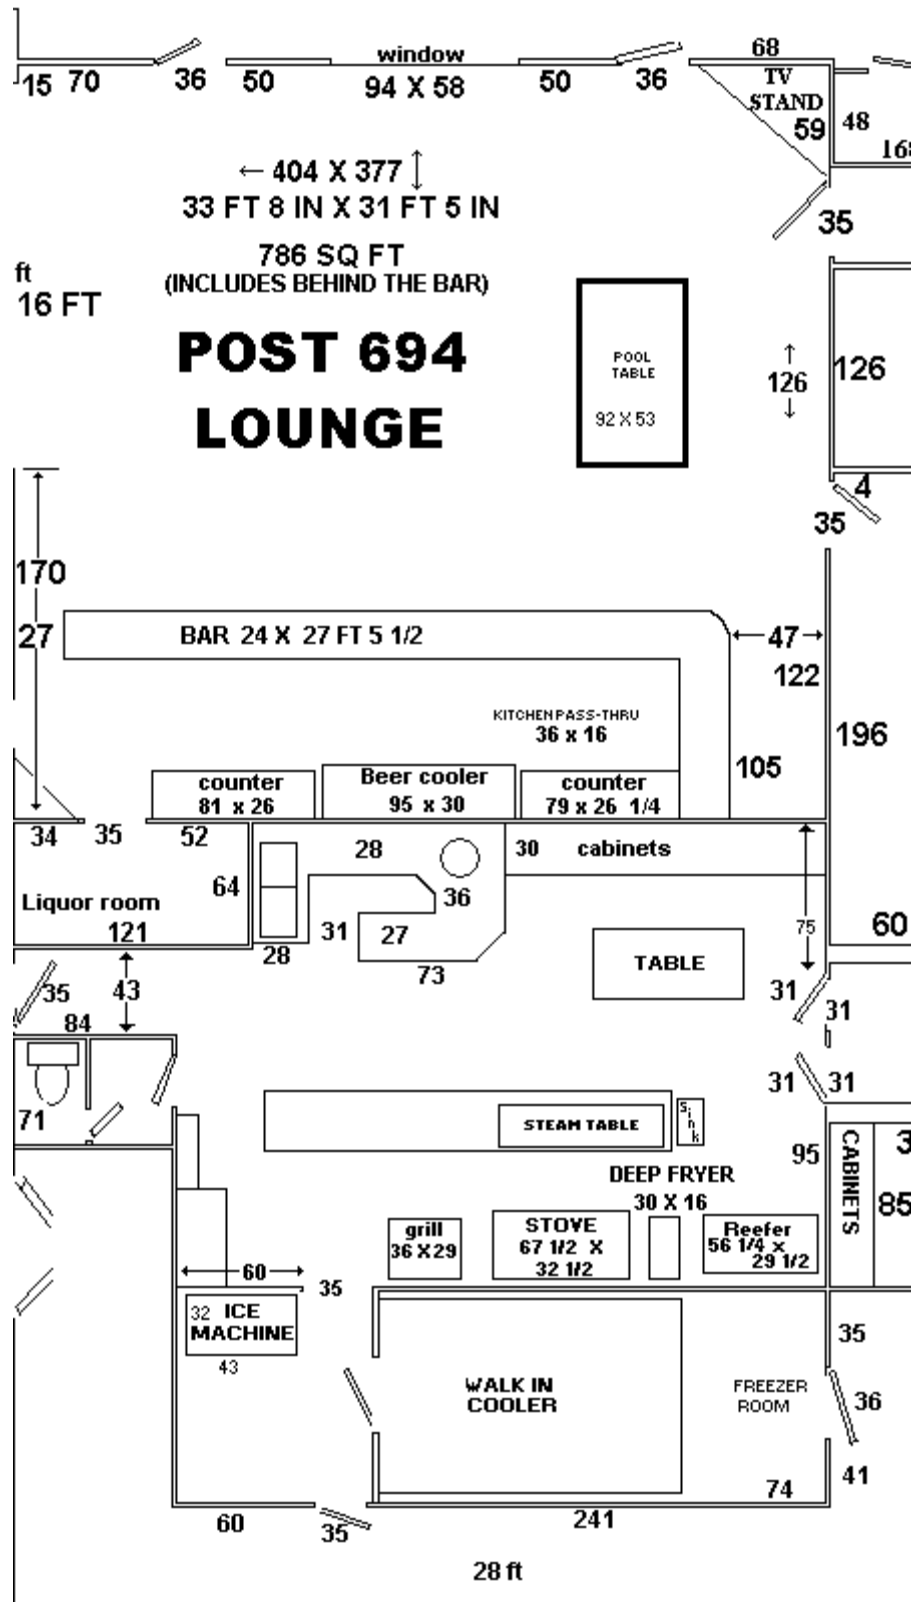 window
68
15 70 36 50 94 X 58 50 36
TV
STAND
59
48
168
← 404 X 377 ↕
33 FT 8 IN X 31 FT 5 IN
35
786 SQ FT
(INCLUDES BEHIND THE BAR)
ft
16 FT
POST 694
LOUNGE
POOL
TABLE
92 X 53
126
126
4
35
170
27
BAR 24 X 27 FT 5 1/2
47
122
KITCHEN PASS-THRU
36 x 16
196
105
counter
81 x 26
Beer cooler
95 x 30
counter
79 x 26 1/4
34 35 52
28
30 cabinets
64
36
Liquor room
121
31
27
28
73
75
60
TABLE
35
43
84
31
31
31
31
71
STEAM TABLE
Sink
95
CABINETS
3
85
DEEP FRYER
30 X 16
grill
36 X 29
STOVE
67 1/2 X
32 1/2
Reefer
56 1/4 x
29 1/2
60
35
32 ICE
MACHINE
43
35
WALK IN
COOLER
FREEZER
ROOM
36
41
74
60
35
241
28 ft